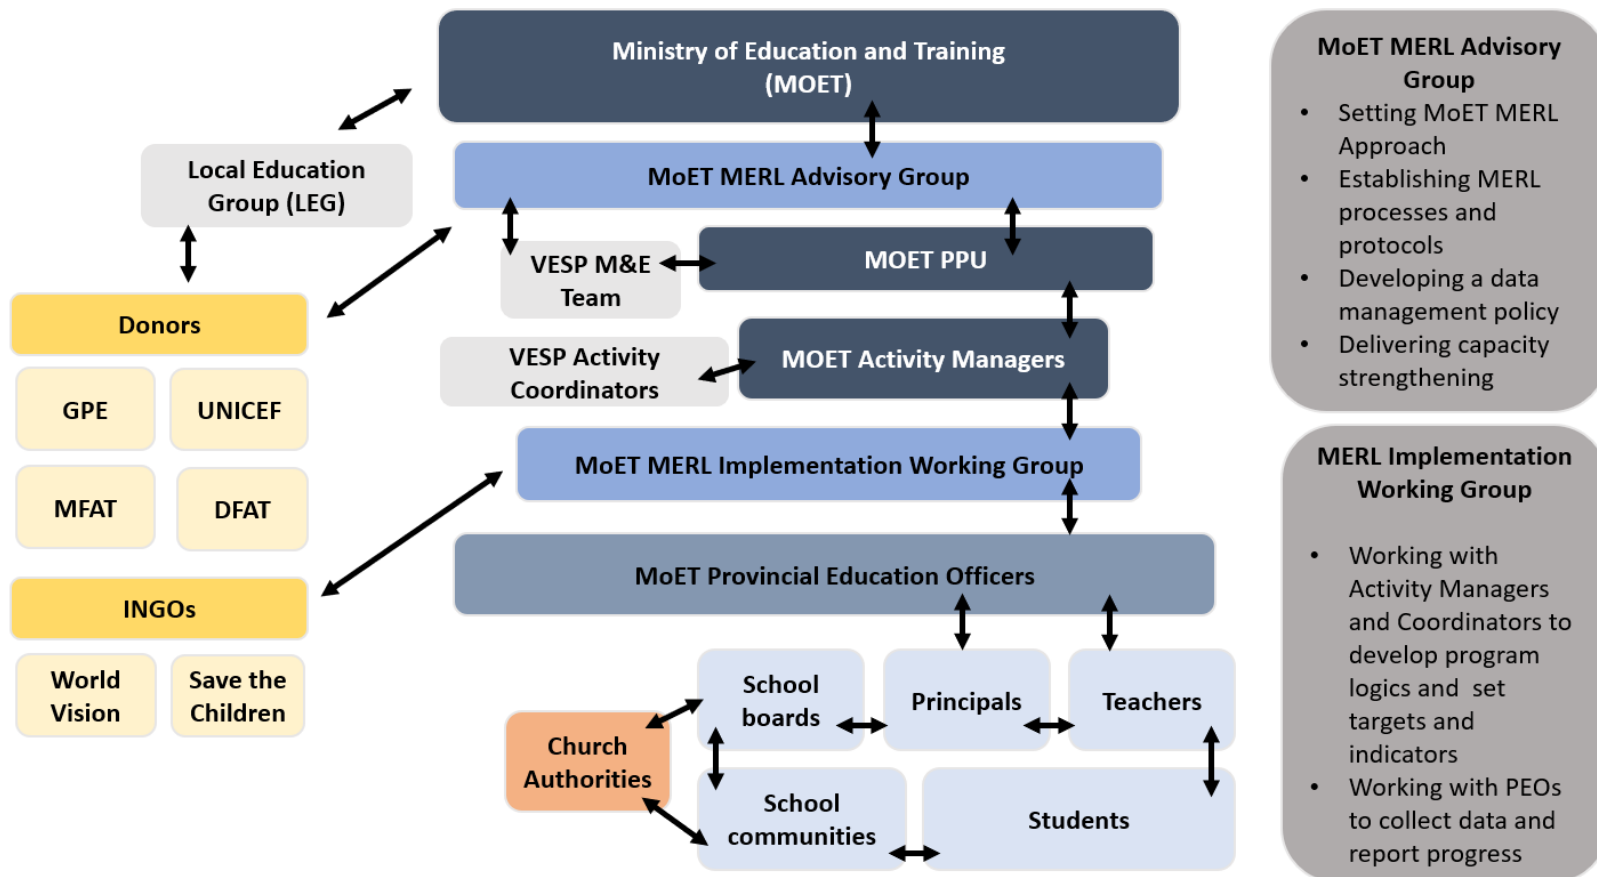 Ministry of Education and Training
(MOET)
MoET MERL Advisory Group
Local Education
Group (LEG)
MOET PPU
VESP M&E
Team
Donors
VESP Activity
Coordinators
MOET Activity Managers
GPE
UNICEF
MoET MERL Implementation Working Group
MFAT
DFAT
MoET Provincial Education Officers
INGOs
World
Vision
Save the
Children
School
boards
Principals
Teachers
Church
Authorities
School
communities
Students
MoET MERL Advisory
Group
• Setting MoET MERL
Approach
• Establishing MERL
processes and
protocols
• Developing a data
management policy
• Delivering capacity
strengthening
MERL Implementation
Working Group
• Working with
Activity Managers
and Coordinators to
develop program
logics and set
targets and
indicators
• Working with PEOs
to collect data and
report progress